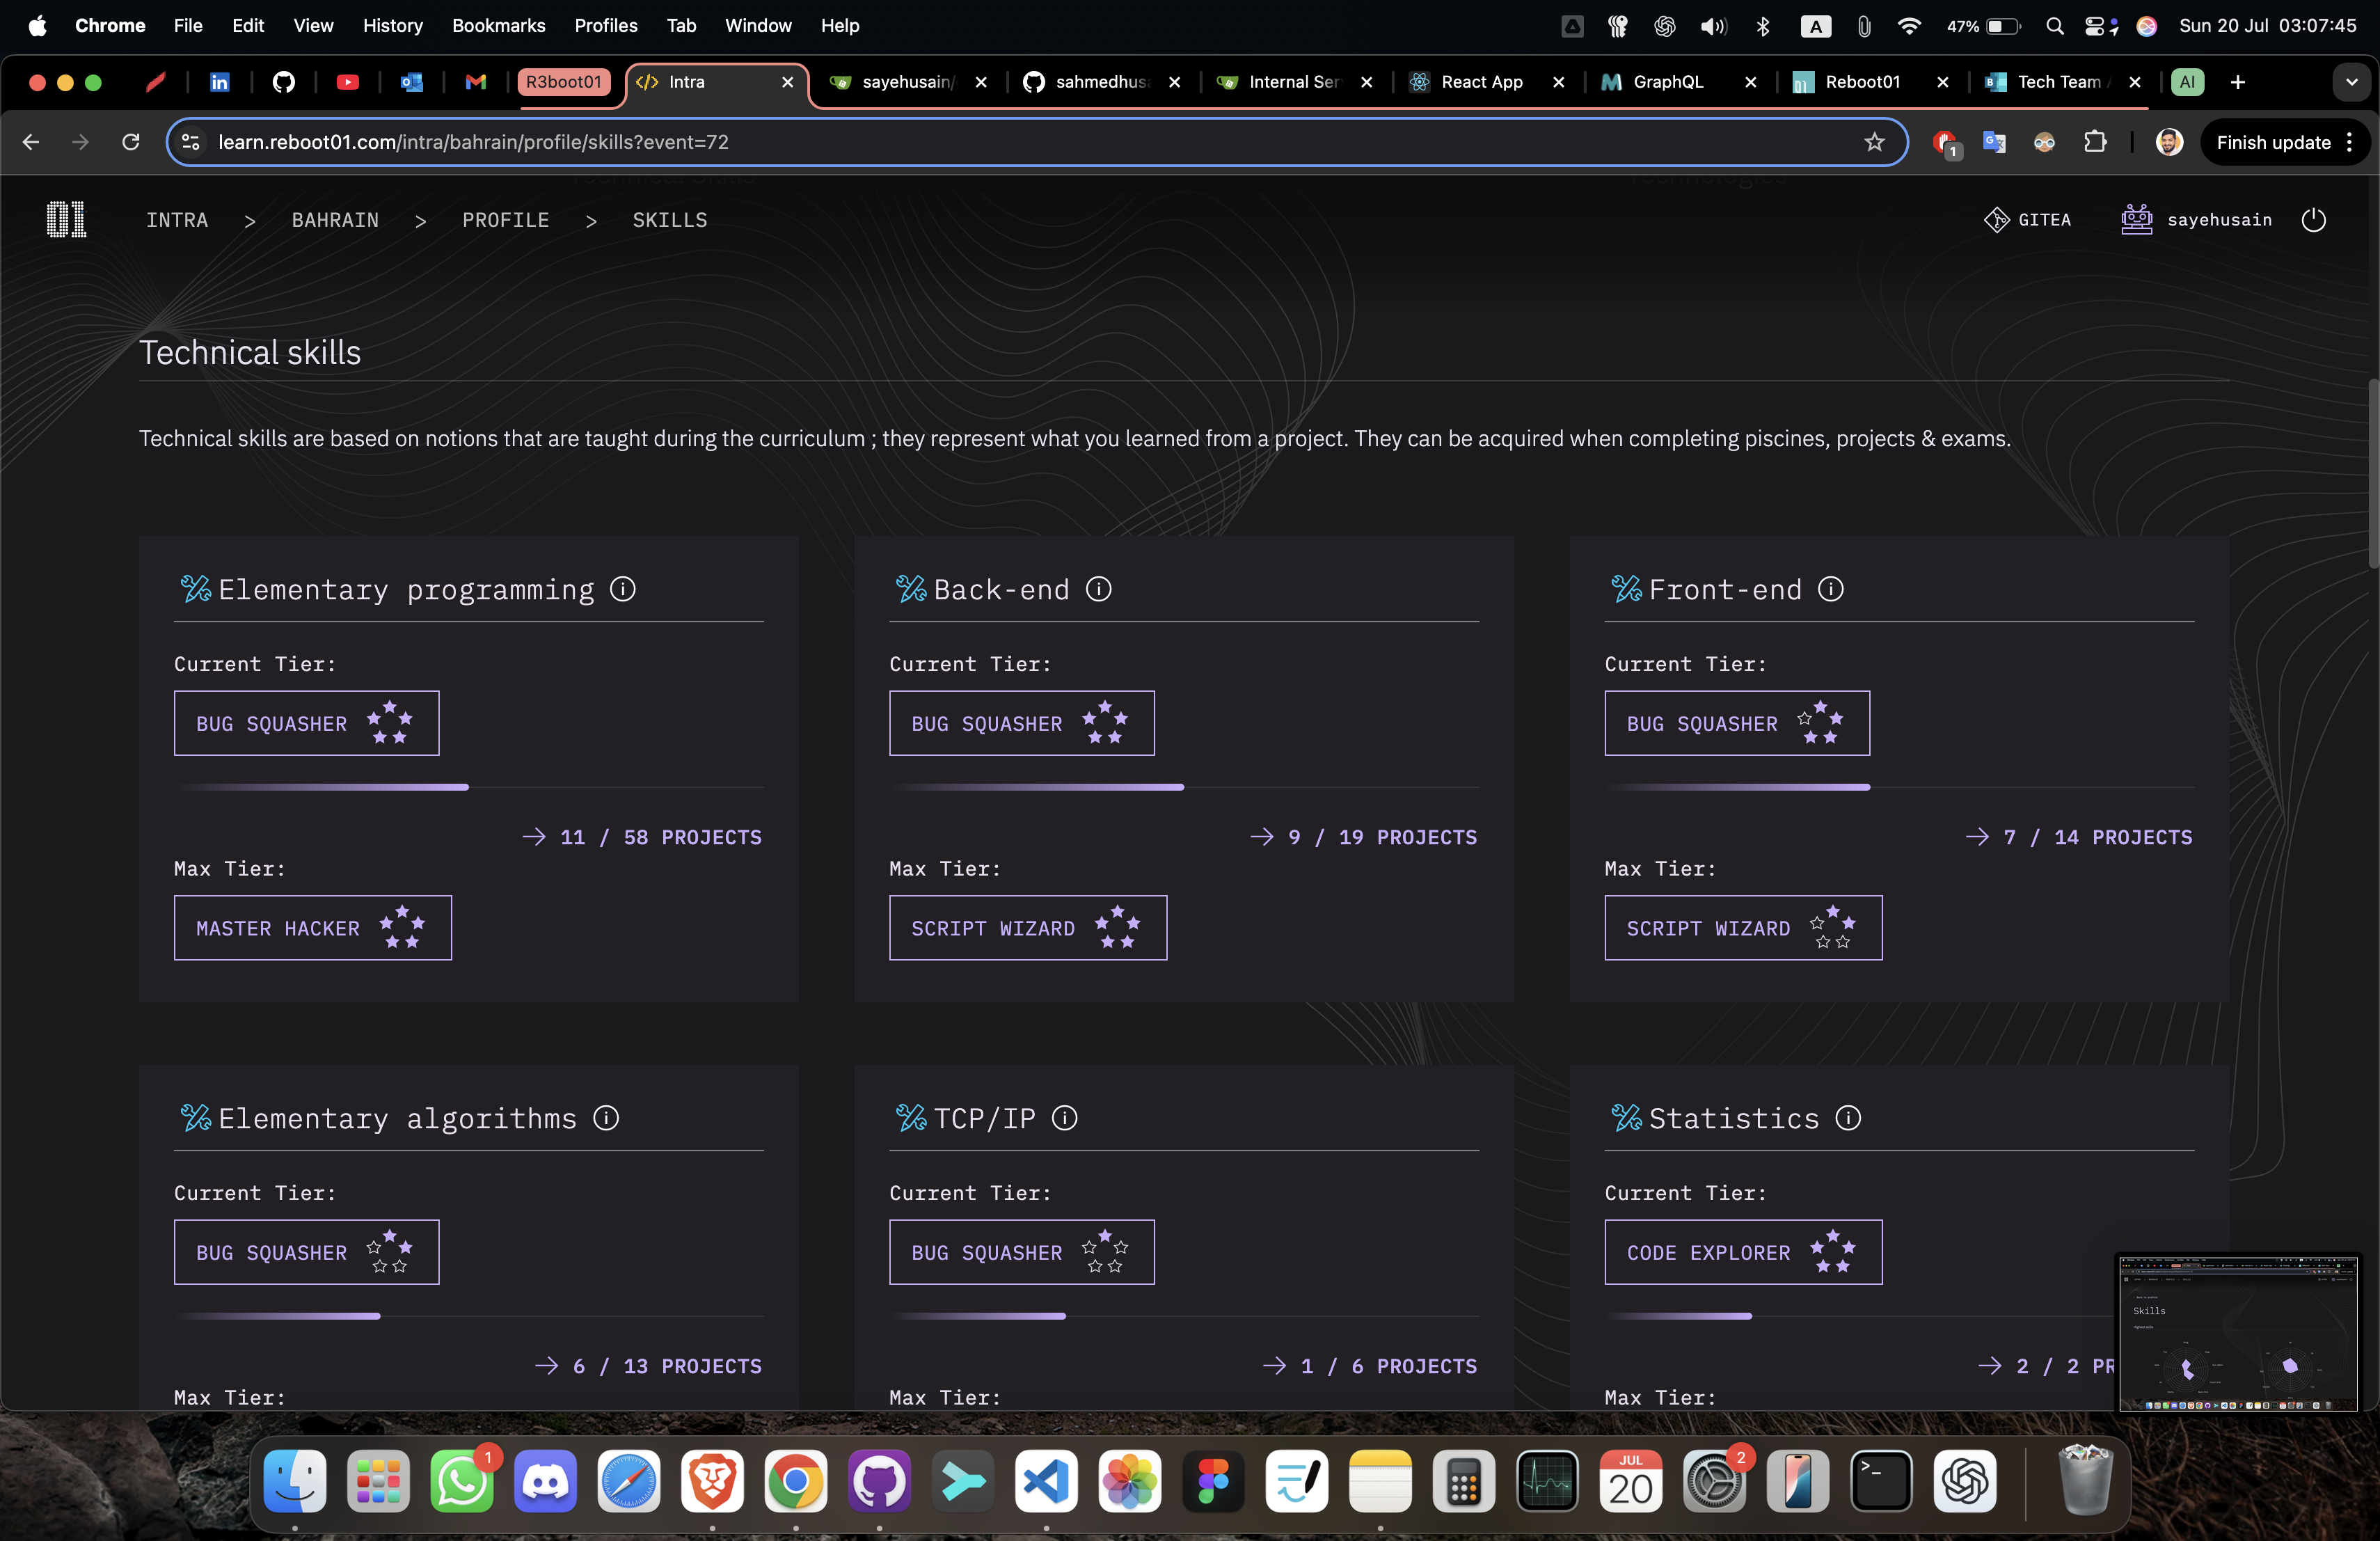 Chrome File Edit View History Bookmarks Profiles Tab Window Help A 47% Sun 20 Jul 03:07:45
R3boot01 Intra sayehusain/ sahmedhusa Internal Ser React App GraphQL Reboot01 Tech Team AI
learn.reboot01.com/intra/bahrain/profile/skills?event=72 1 Finish update
01 INTRA > BAHRAIN > PROFILE > SKILLS GITEA sayehusain
Technical skills
Technical skills are based on notions that are taught during the curriculum ; they represent what you learned from a project. They can be acquired when completing piscines, projects & exams.
Elementary programming
Current Tier:
BUG SQUASHER
11 / 58 PROJECTS
Max Tier:
MASTER HACKER
Back-end
Current Tier:
BUG SQUASHER
9 / 19 PROJECTS
Max Tier:
SCRIPT WIZARD
Front-end
Current Tier:
BUG SQUASHER
7 / 14 PROJECTS
Max Tier:
SCRIPT WIZARD
Elementary algorithms
Current Tier:
BUG SQUASHER
6 / 13 PROJECTS
Max Tier:
TCP/IP
Current Tier:
BUG SQUASHER
1 / 6 PROJECTS
Max Tier:
Statistics
Current Tier:
CODE EXPLORER
2 / 2 PR
Max Tier:
Skills
1
JUL
20
2